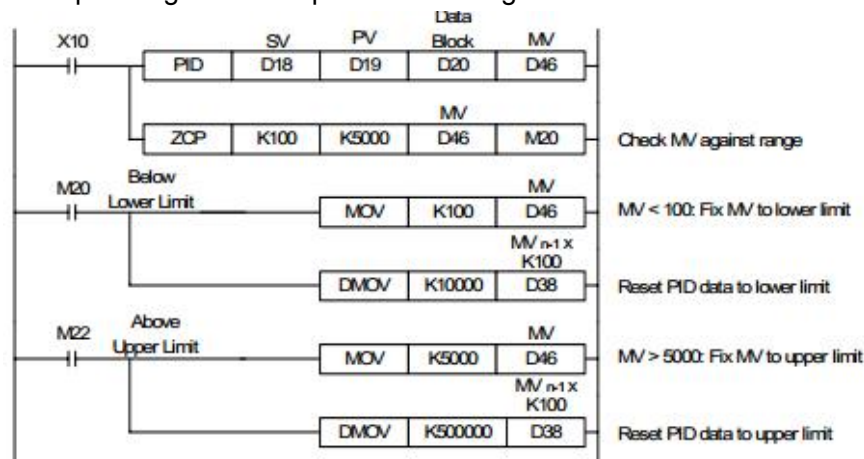 Data
X10 SV PV Block MV
PID D18 D19 D20 D46
MV
ZCP K100 K5000 D46 M20 Check MV against range
M20 Below MV
Lower Limit MOV K100 D46 MV < 100: Fix MV to lower limit
MV n-1 X
K100
DMOV K10000 D38 Reset PID data to lower limit
M22 Above MV
Upper Limit MOV K5000 D46 MV > 5000: Fix MV to upper limit
MV n-1 X
K100
DMOV K500000 D38 Reset PID data to upper limit